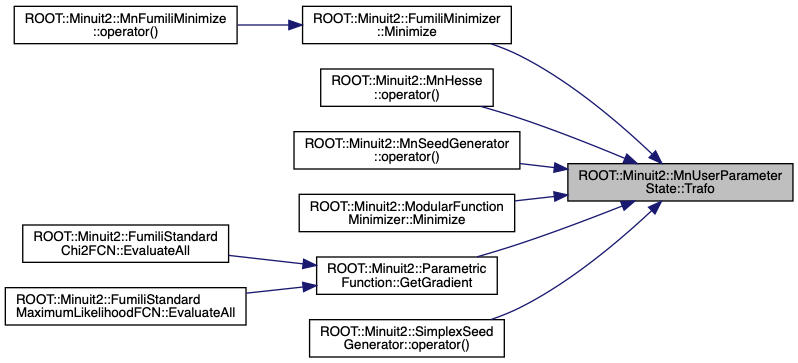 ROOT::Minuit2::MnFumiliMinimize
::operator()
ROOT::Minuit2::FumiliMinimizer
::Minimize
ROOT::Minuit2::MnHesse
::operator()
ROOT::Minuit2::MnSeedGenerator
::operator()
ROOT::Minuit2::MnUserParameter
State::Trafo
ROOT::Minuit2::ModularFunction
Minimizer::Minimize
ROOT::Minuit2::FumiliStandard
Chi2FCN::EvaluateAll
ROOT::Minuit2::Parametric
Function::GetGradient
ROOT::Minuit2::FumiliStandard
MaximumLikelihoodFCN::EvaluateAll
ROOT::Minuit2::SimplexSeed
Generator::operator()